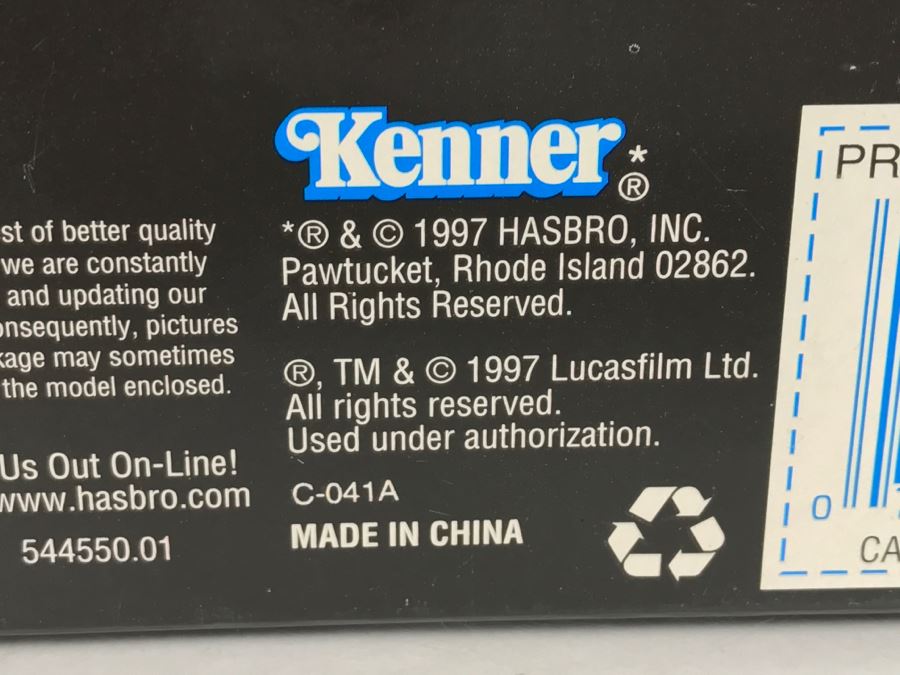 Kenner*®
st of better quality
we are constantly
and updating our
onsequently, pictures
kage may sometimes
the model enclosed.
Us Out On-Line!
www.hasbro.com
544550.01
*® & © 1997 HASBRO, INC.
Pawtucket, Rhode Island 02862.
All Rights Reserved.
®, TM & © 1997 Lucasfilm Ltd.
All rights reserved.
Used under authorization.
C-041A
MADE IN CHINA
PR
0
CA